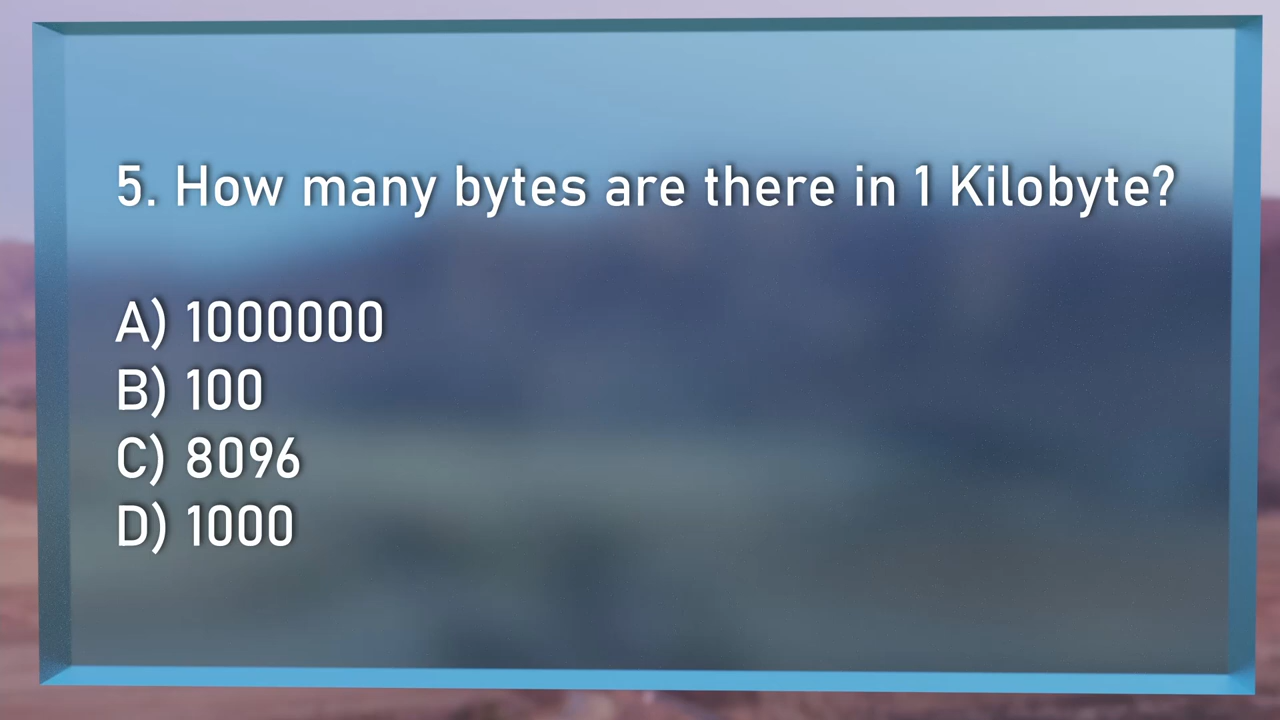 5. How many bytes are there in 1 Kilobyte?
A) 1000000
B) 100
C) 8096
D) 1000